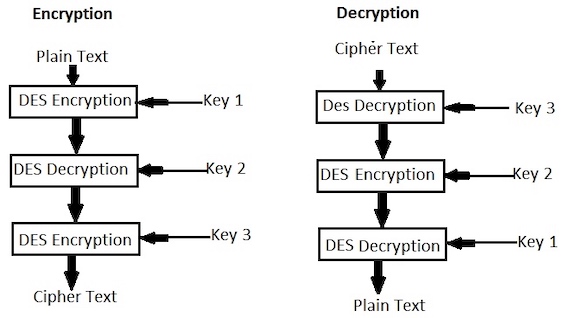 Encryption
Plain Text
DES Encryption
Key 1
DES Decryption
Key 2
DES Encryption
Key 3
Cipher Text
Decryption
Cipher Text
Des Decryption
Key 3
DES Encryption
Key 2
DES Decryption
Key 1
Plain Text